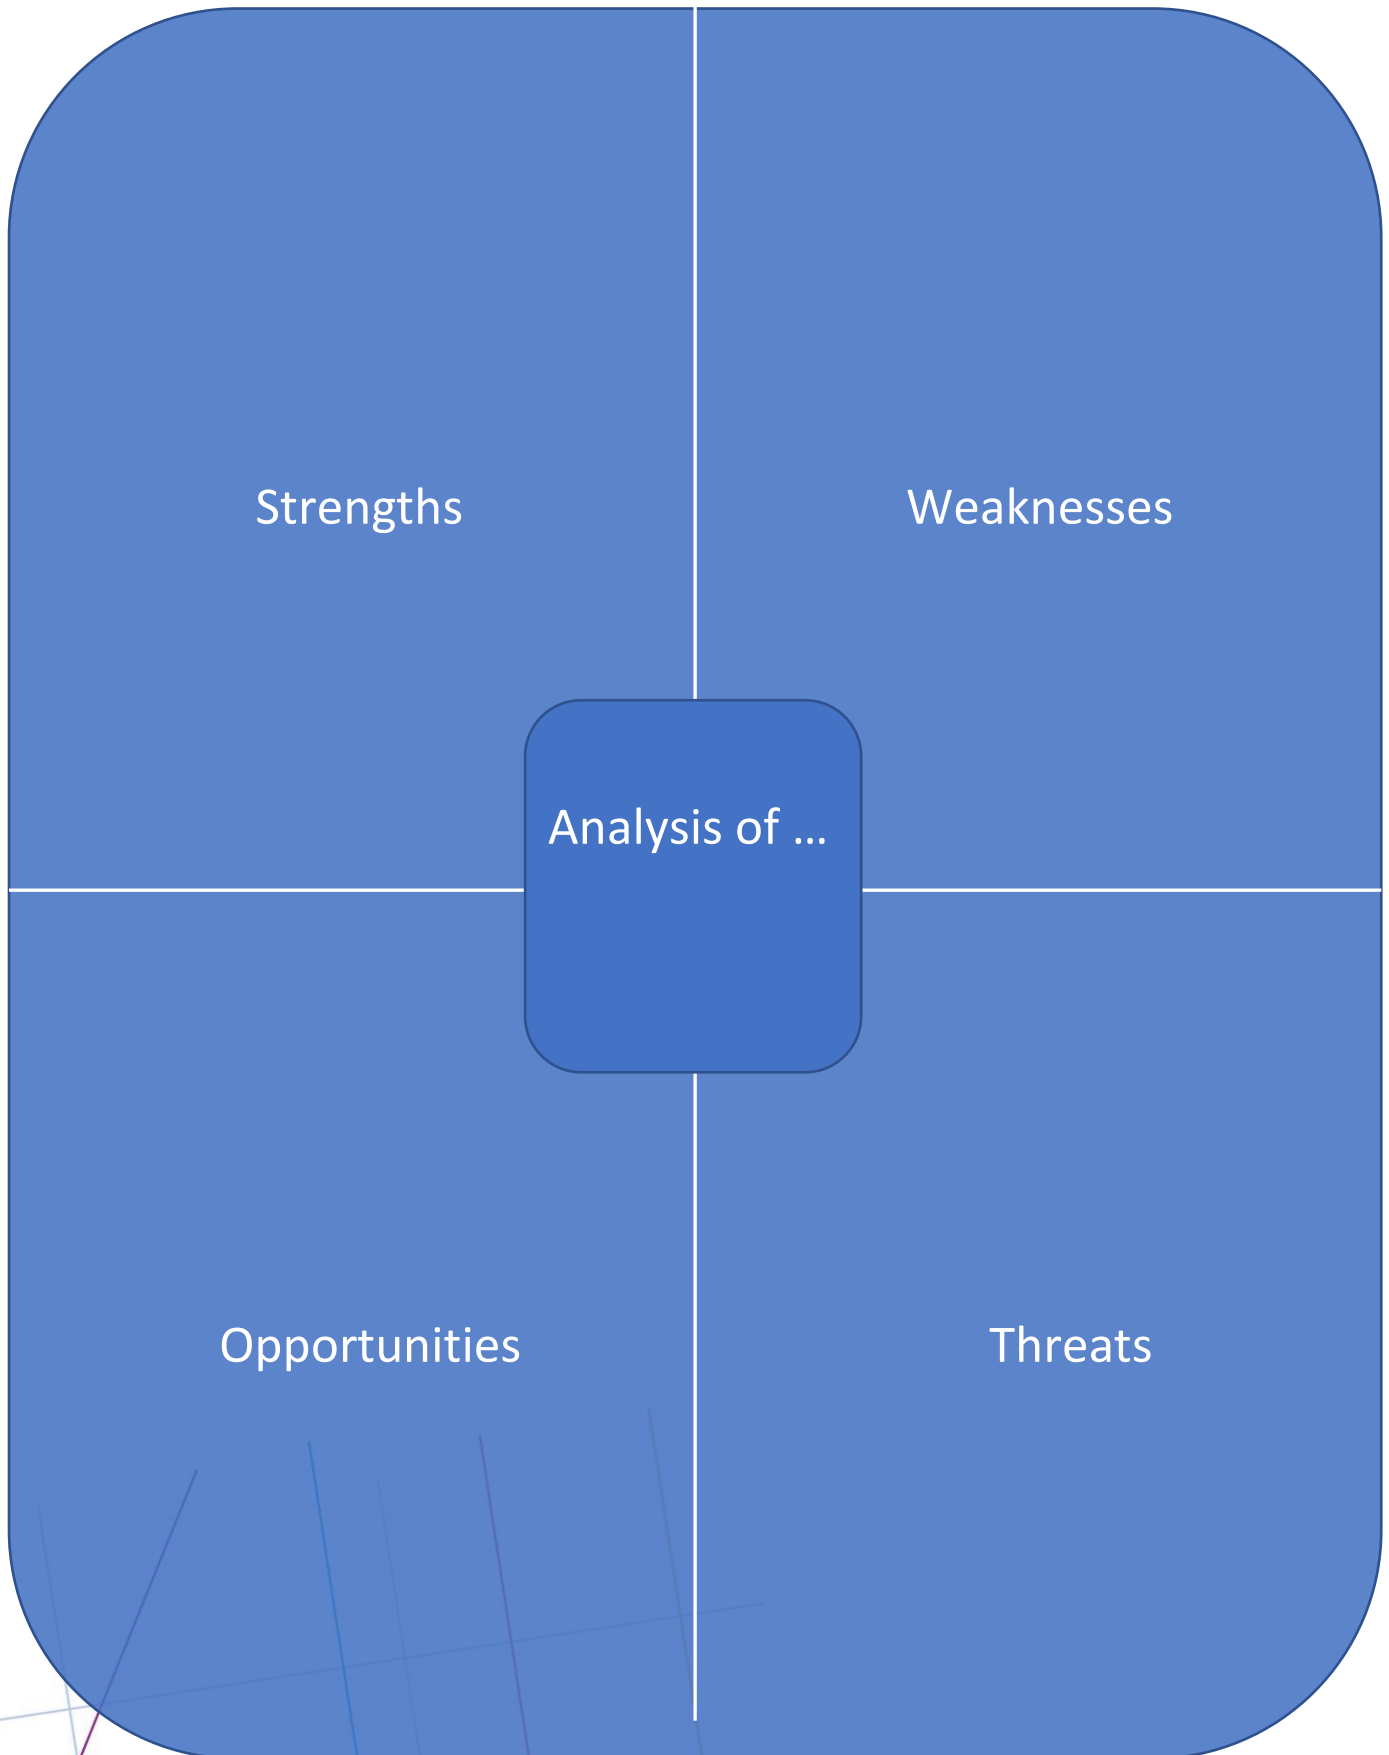 Strengths
Weaknesses
Analysis of ...
Opportunities
Threats